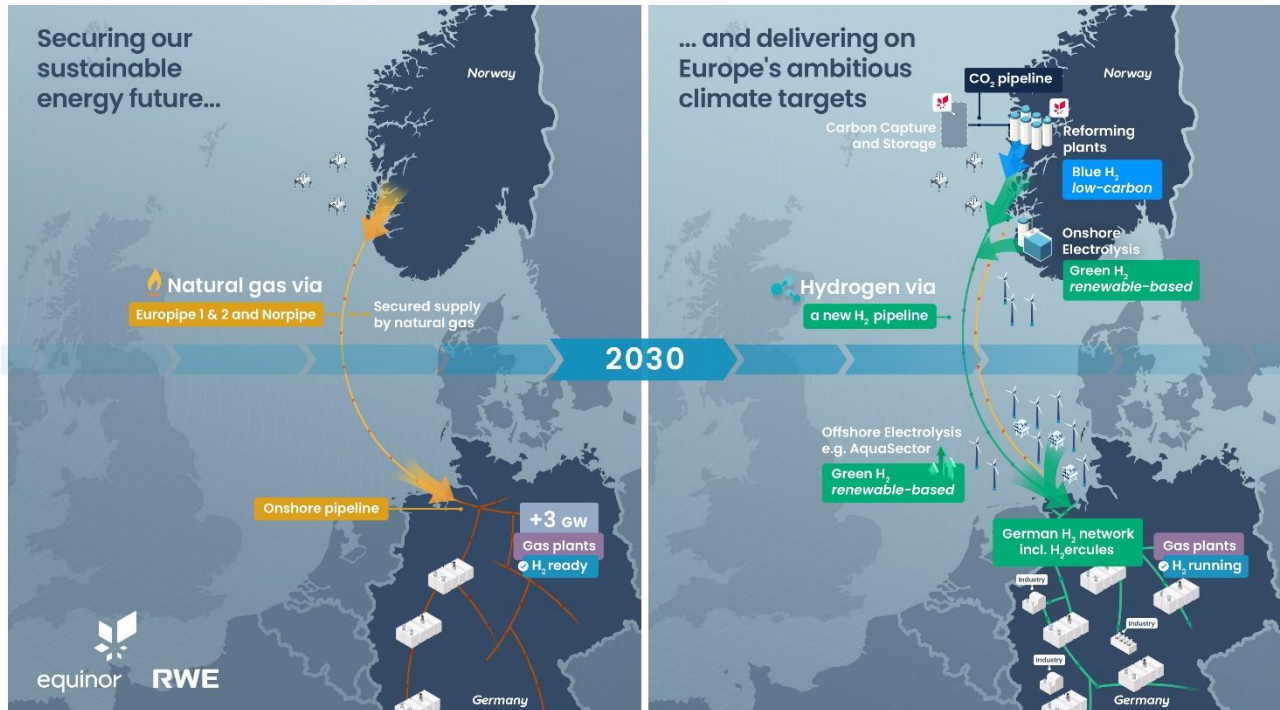 Securing our
sustainable
energy future...
Norway
Natural gas via
Europipe 1 & 2 and Norpipe
Secured supply
by natural gas
Onshore pipeline
+3 GW
Gas plants
H₂ ready
equinor
RWE
Germany
2030
... and delivering on
Europe's ambitious
climate targets
CO₂ pipeline
Norway
Carbon Capture
and Storage
Reforming
plants
Blue H₂
low-carbon
Onshore
Electrolysis
Green H₂
renewable-based
Hydrogen via
a new H₂ pipeline
Offshore Electrolysis
e.g. AquaSector
Green H₂
renewable-based
German H₂ network
incl. H₂ercules
Gas plants
H₂ running
Industry
Industry
Industry
Germany